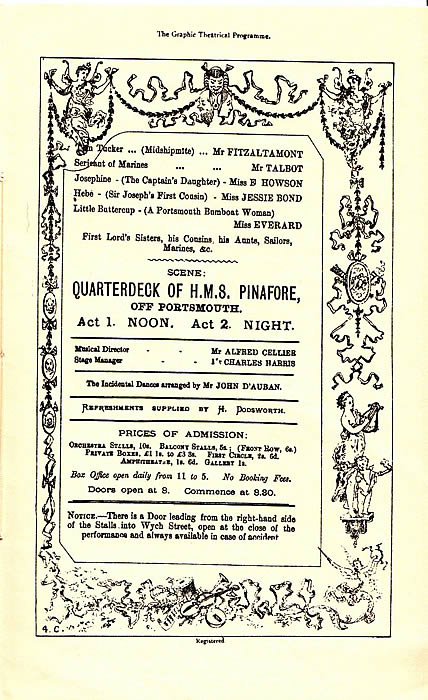 The Graphic Theatrical Programme.
Tucker ... (Midshipmite) ... Mr FITZALTAMONT
Serjeant of Marines ... ... Mr TALBOT
Josephine - (The Captain's Daughter) - Miss E HOWSON
Hebe - (Sir Joseph's First Cousin) - Miss JESSIE BOND
Little Buttercup - (A Portsmouth Bumboat Woman)
Miss EVERARD
First Lord's Sisters, his Cousins, his Aunts, Sailors,
Marines, &c.
SCENE:
QUARTERDECK OF H.M.S. PINAFORE,
OFF PORTSMOUTH.
Act 1. NOON. Act 2. NIGHT.
Musical Director - - Mr ALFRED CELLIER
Stage Manager - - Mr CHARLES HARRIS
The Incidental Dances arranged by Mr JOHN D'AUBAN.
REFRESHMENTS SUPPLIED BY H. DODSWORTH.
PRICES OF ADMISSION:
ORCHESTRA STALLS, 10s. BALCONY STALLS, 5s; (FRONT ROW, 6s)
PRIVATE BOXES, £1 1s. to £3 3s. FIRST CIRCLE, 2s. 6d.
AMPHITHEATRE, 1s. 6d. GALLERY 1s.
Box Office open daily from 11 to 5. No Booking Fees.
Doors open at 8. Commence at 8.30.
NOTICE.—There is a Door leading from the right-hand side
of the Stalls into Wych Street, open at the close of the
performance and always available in case of accident
4. C.
Registered